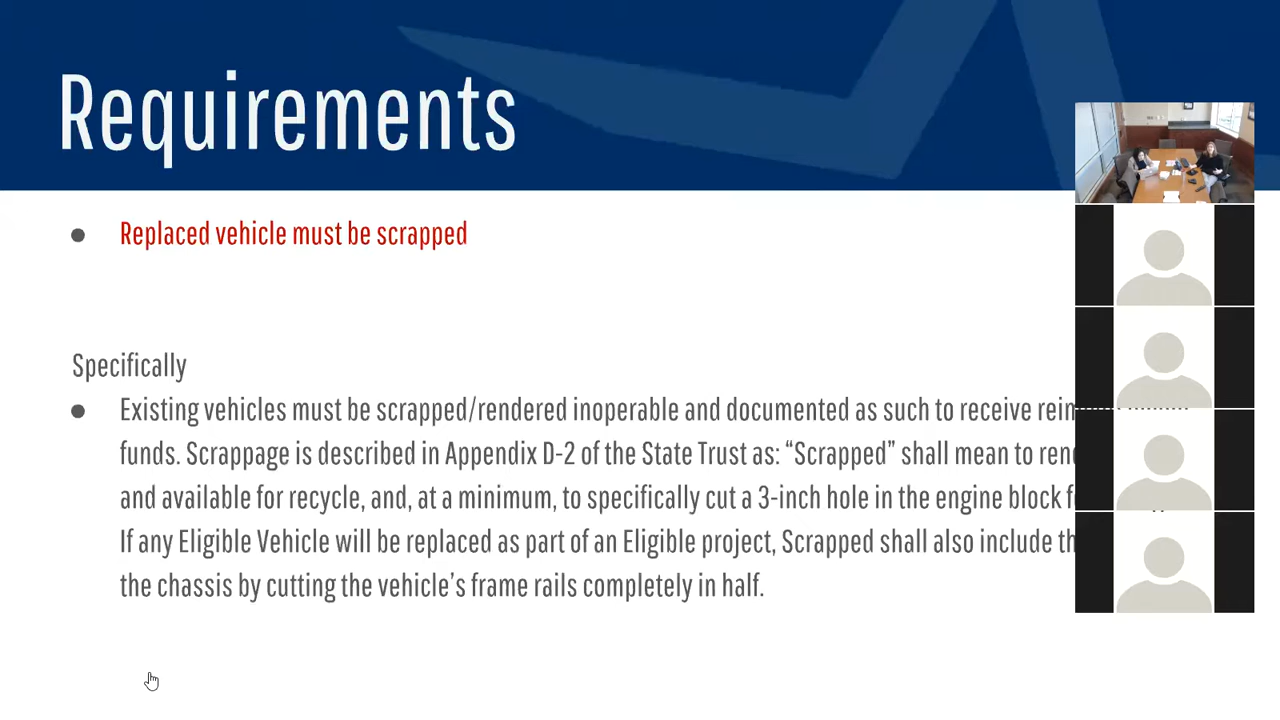 Requirements
Replaced vehicle must be scrapped
Specifically
Existing vehicles must be scrapped/rendered inoperable and documented as such to receive
funds. Scrappage is described in Appendix D-2 of the State Trust as: “Scrapped” shall mean to
and available for recycle, and, at a minimum, to specifically cut a 3-inch hole in the engine block
If any Eligible Vehicle will be replaced as part of an Eligible project, Scrapped shall also include
the chassis by cutting the vehicle’s frame rails completely in half.